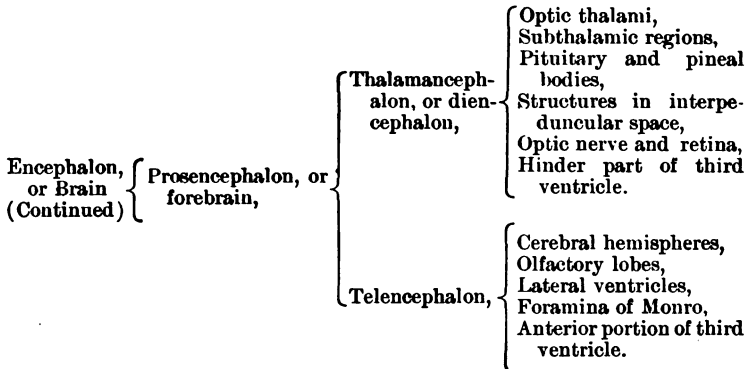 Encephalon,
or Brain
(Continued)
Prosencephalon, or
forebrain,
Thalamanceph-
alon, or dien-
cephalon,
Optic thalami,
Subthalamic regions,
Pituitary and pineal
bodies,
Structures in interpe-
duncular space,
Optic nerve and retina,
Hinder part of third
ventricle.
Telencephalon,
Cerebral hemispheres,
Olfactory lobes,
Lateral ventricles,
Foramina of Monro,
Anterior portion of third
ventricle.